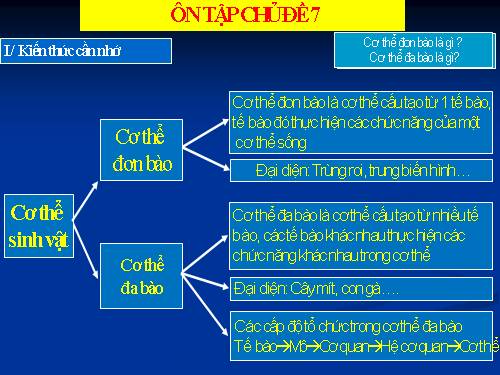 ÔN TẬP CHỦ ĐỀ 7
I./ Kiến thức cần nhớ
Cơ thể đơn bào là gì ?
Cơ thể đa bào là gì?
Cơ thể đơn bào là cơ thể cấu tạo từ 1 tế bào,
tế bào đó thực hiện các chức năng của một
cơ thể sống
Cơ thể
đơn bào
Đại diện: Trùng roi, trung biến hình…
Cơ thể
sinh vật
Cơ thể đa bào là cơ thể cấu tạo từ nhiều tế
bào, các tế bào khác nhau thực hiện các
chức năng khác nhau trong cơ thể
Cơ thể
đa bào
Đại diện: Cây mít, con gà….
Các cấp độ tổ chức trong cơ thể đa bào
Tế bào→Mô→Cơ quan→Hệ cơ quan→Cơ thể